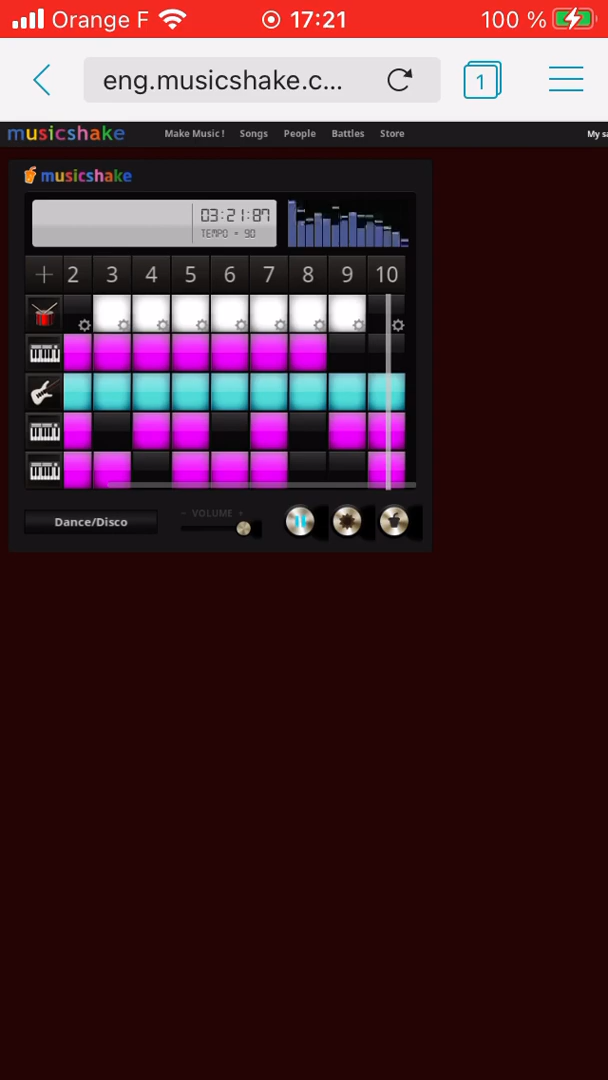 Orange F 17:21 100 %
eng.musicshake.c... 1
musicshake Make Music ! Songs People Battles Store My sa
musicshake
03:21:87
TEMPO = 90
2 3 4 5 6 7 8 9 10
Dance/Disco - VOLUME +